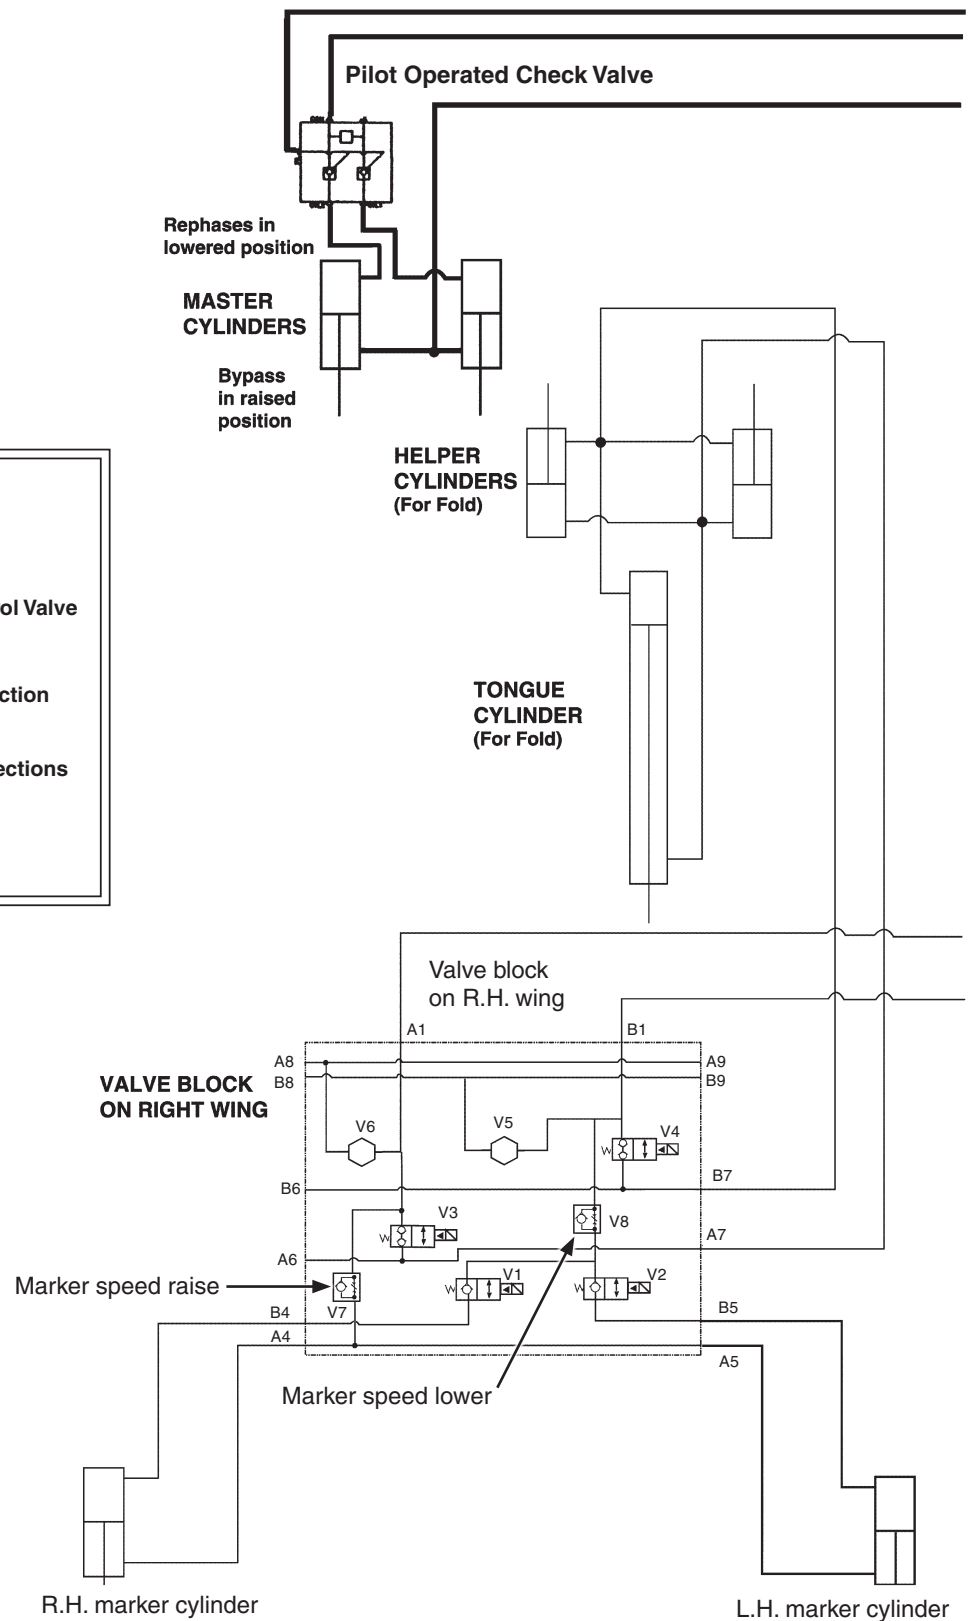 Pilot Operated Check Valve
Rephases in
lowered position
MASTER
CYLINDERS
Bypass
in raised
position
HELPER
CYLINDERS
(For Fold)
ol Valve
ction
ections
TONGUE
CYLINDER
(For Fold)
Valve block
on R.H. wing
A1
B1
A8
A9
B8
B9
VALVE BLOCK
ON RIGHT WING
V6
V5
V4
B6
B7
V3
V8
A7
A6
V1
V2
Marker speed raise
B4
V7
B5
A4
A5
Marker speed lower
R.H. marker cylinder
L.H. marker cylinder